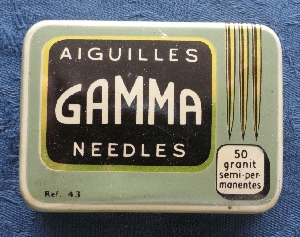 AIGUILLES
GAMMA
NEEDLES
50
granit
semi-per-
manentes
Ref. 43